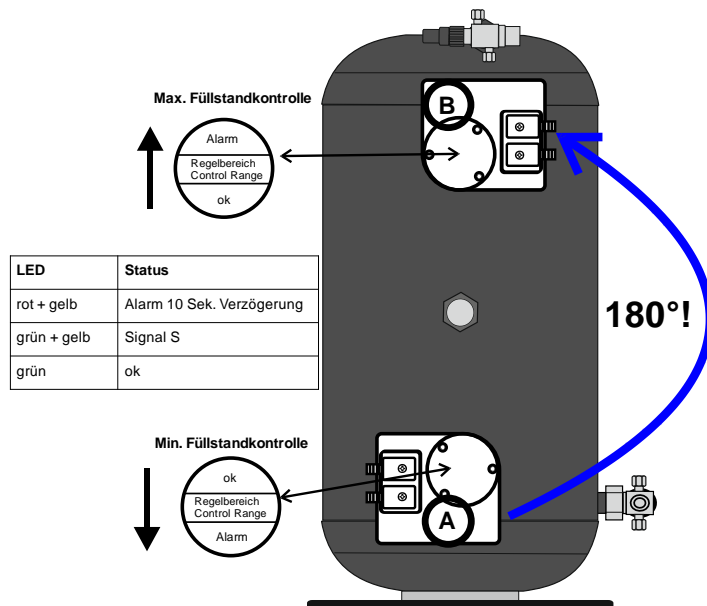 Max. Füllstandkontrolle
Alarm
Regelbereich
Control Range
ok
B
LED Status
rot + gelb Alarm 10 Sek. Verzögerung
grün + gelb Signal S
grün ok
180°!
Min. Füllstandkontrolle
ok
Regelbereich
Control Range
Alarm
A